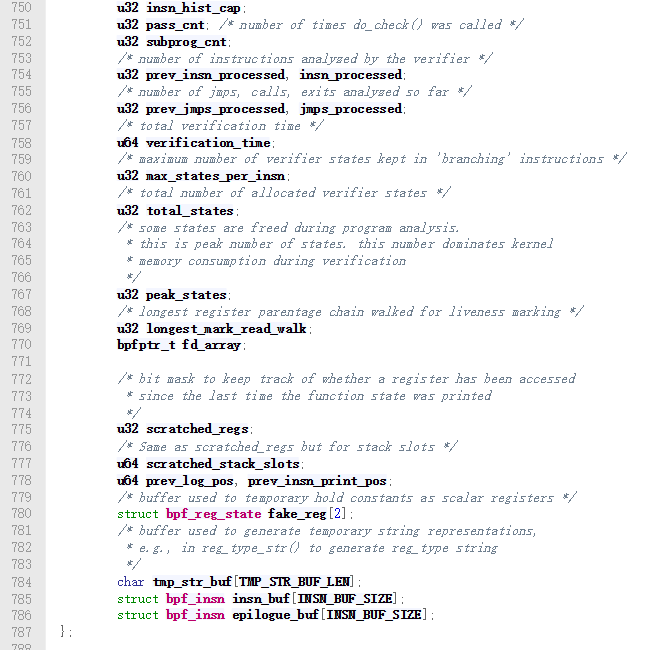 750 u32 insn_hist_cap;
751 u32 pass_cnt; /* number of times do_check() was called */
752 u32 subprog_cnt;
753 /* number of instructions analyzed by the verifier */
754 u32 prev_insn_processed, insn_processed;
755 /* number of jmps, calls, exits analyzed so far */
756 u32 prev_jmps_processed, jmps_processed;
757 /* total verification time */
758 u64 verification_time;
759 /* maximum number of verifier states kept in 'branching' instructions */
760 u32 max_states_per_insn;
761 /* total number of allocated verifier states */
762 u32 total_states;
763 /* some states are freed during program analysis.
764 * this is peak number of states. this number dominates kernel
765 * memory consumption during verification
766 */
767 u32 peak_states;
768 /* longest register parentage chain walked for liveness marking */
769 u32 longest_mark_read_walk;
770 bpfptr_t fd_array;
771
772 /* bit mask to keep track of whether a register has been accessed
773 * since the last time the function state was printed
774 */
775 u32 scratched_regs;
776 /* Same as scratched_regs but for stack slots */
777 u64 scratched_stack_slots;
778 u64 prev_log_pos, prev_insn_print_pos;
779 /* buffer used to temporary hold constants as scalar registers */
780 struct bpf_reg_state fake_reg[2];
781 /* buffer used to generate temporary string representations,
782 * e.g., in reg_type_str() to generate reg_type string
783 */
784 char tmp_str_buf[TMP_STR_BUF_LEN];
785 struct bpf_insn insn_buf[INSN_BUF_SIZE];
786 struct bpf_insn epilogue_buf[INSN_BUF_SIZE];
787 };
788